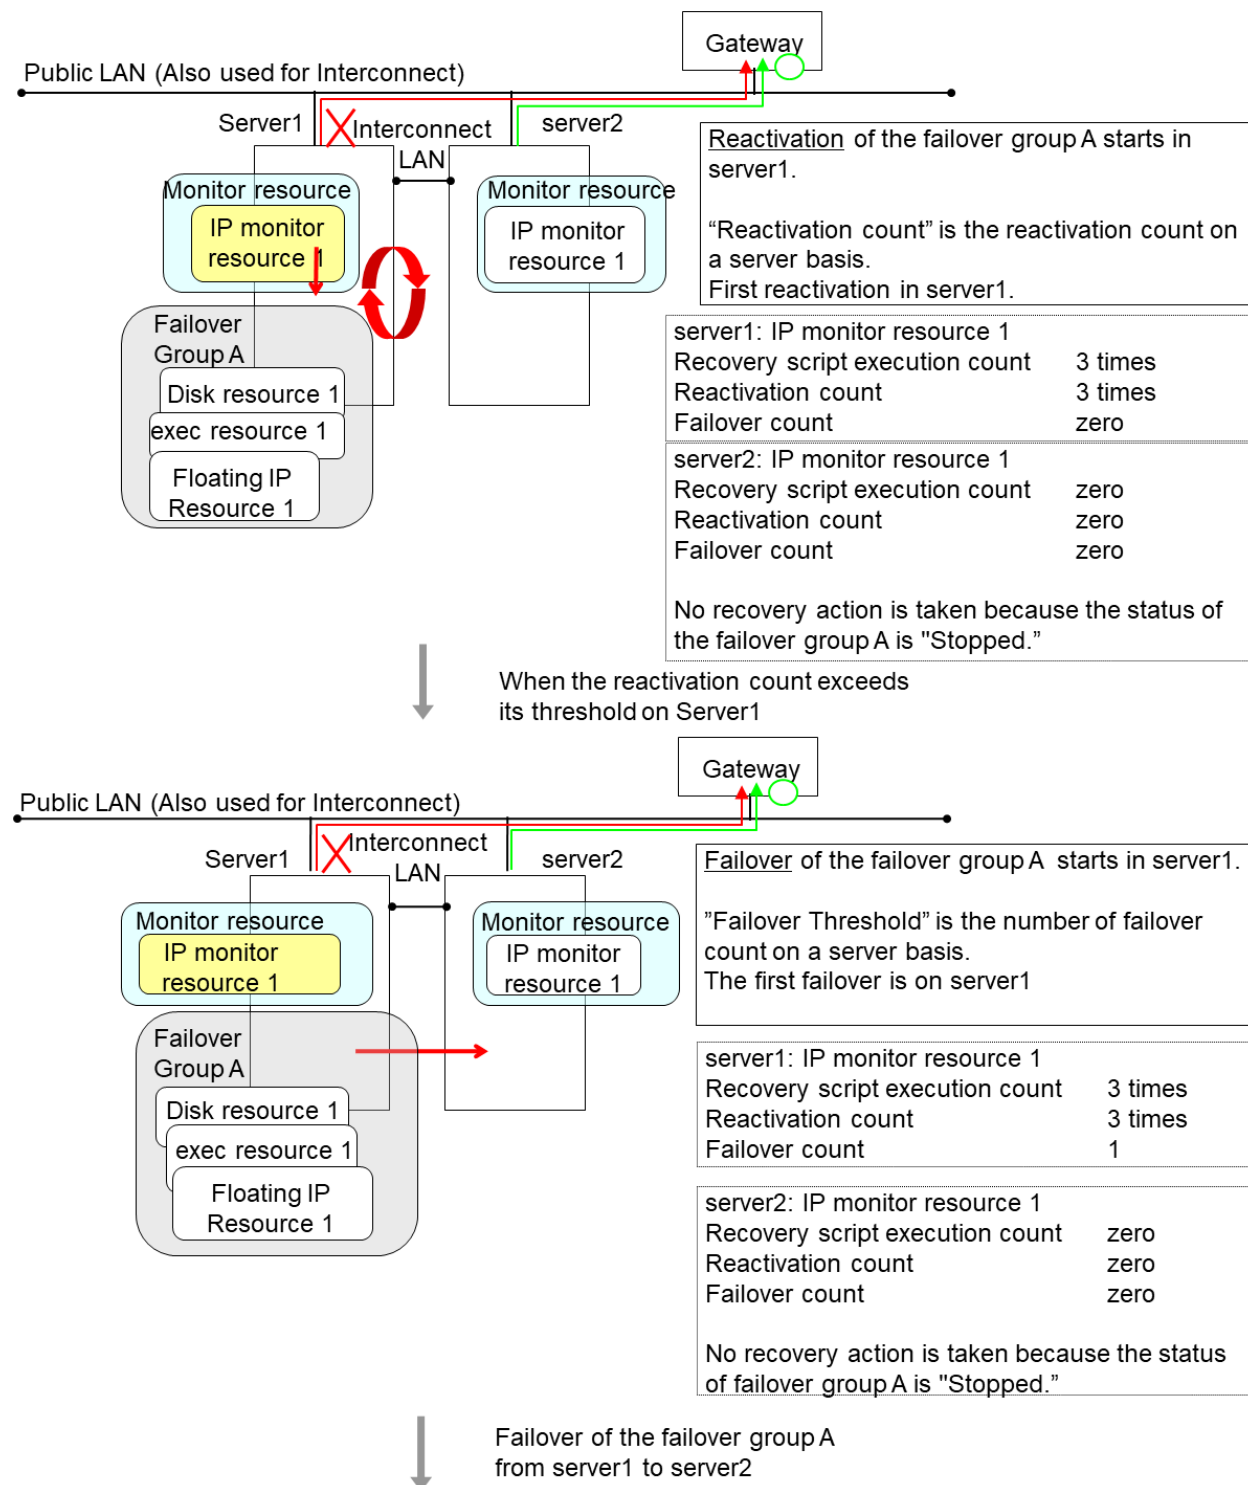 Gateway
Public LAN (Also used for Interconnect)
Server1
Interconnect
LAN
server2
Monitor resource
IP monitor
resource 1
Monitor resource
IP monitor
resource 1
Failover
Group A
Disk resource 1
exec resource 1
Floating IP
Resource 1
Reactivation of the failover group A starts in
server1.
“Reactivation count” is the reactivation count on
a server basis.
First reactivation in server1.
server1: IP monitor resource 1
Recovery script execution count 3 times
Reactivation count 3 times
Failover count zero
server2: IP monitor resource 1
Recovery script execution count zero
Reactivation count zero
Failover count zero
No recovery action is taken because the status of
the failover group A is "Stopped.”
When the reactivation count exceeds
its threshold on Server1
Gateway
Public LAN (Also used for Interconnect)
Server1
Interconnect
LAN
server2
Monitor resource
IP monitor
resource 1
Monitor resource
IP monitor
resource 1
Failover
Group A
Disk resource 1
exec resource 1
Floating IP
Resource 1
Failover of the failover group A starts in server1.
”Failover Threshold” is the number of failover
count on a server basis.
The first failover is on server1
server1: IP monitor resource 1
Recovery script execution count 3 times
Reactivation count 3 times
Failover count 1
server2: IP monitor resource 1
Recovery script execution count zero
Reactivation count zero
Failover count zero
No recovery action is taken because the status
of failover group A is "Stopped.”
Failover of the failover group A
from server1 to server2